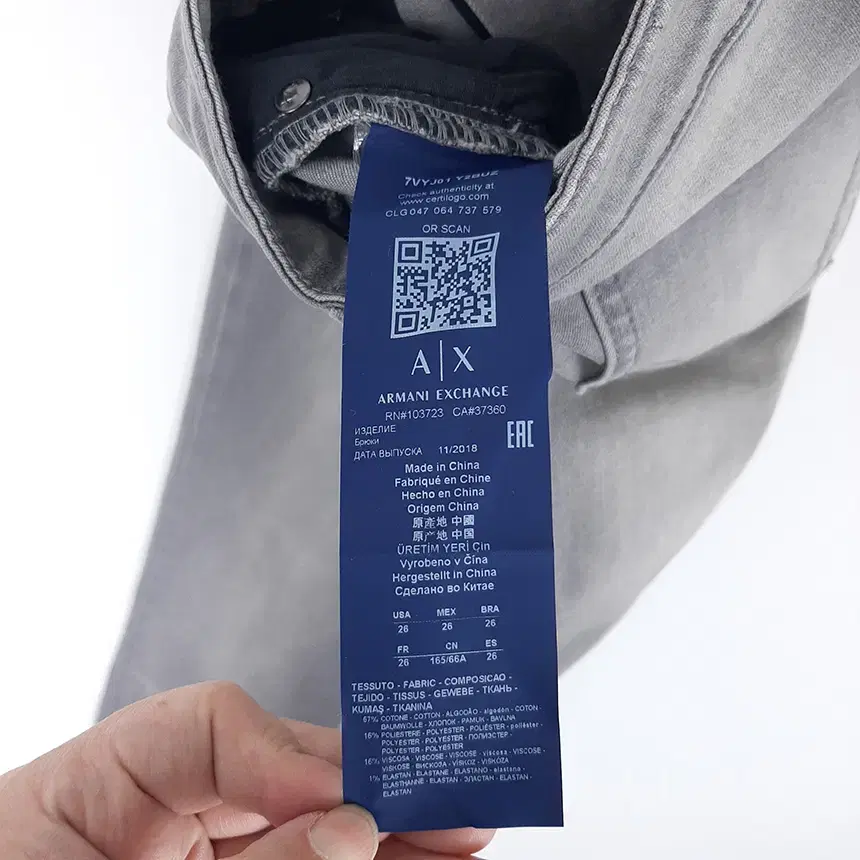 Check authenticity at
www.certilogo.com
CLG047 064 737 579
OR SCAN
A|X
ARMANI EXCHANGE
RN#103723 CA#37360
ИЗДЕЛИЕ
Брюки
ДАТА ВЫПУСКА 11/2018
EAC
Made in China
Fabriqué en Chine
Hecho en China
Origem China
原產地 中國
原产地 中国
ÜRETİM YERİ Çin
Vyrobeno v Čína
Hergestellt in China
Сделано во Китае
USA MEX BRA
26 26 26
FR CN ES
26 165/66A 26
TESSUTO - FABRIC - COMPOSICAO -
TEJIDO - TISSUS - GEWEBE - ТКАНЬ -
KUMAŞ - TKANINA
67% COTONE - COTTON - ALGODÃO - algodón - COTON -
BAUMWOLLE - ХЛОПОК - PAMUK - BAVLNA
16% POLIESTERE - POLYESTER - POLIÉSTER - poliéster -
POLYESTER - POLYESTER - ПОЛИЭСТЕР -
POLYESTER - POLYESTER
16% VISCOSA - VISCOSE - VISCOSE - viscosa - VISCOSE -
VISKOSE - ВИСКОЗА - VİSKOZ - VISKÓZA
1% ELASTAN - ELASTANE - ELASTANO - elastano -
ELASTHANNE - ELASTAN - ЭЛАСТАН - ELASTAN -
ELASTAN